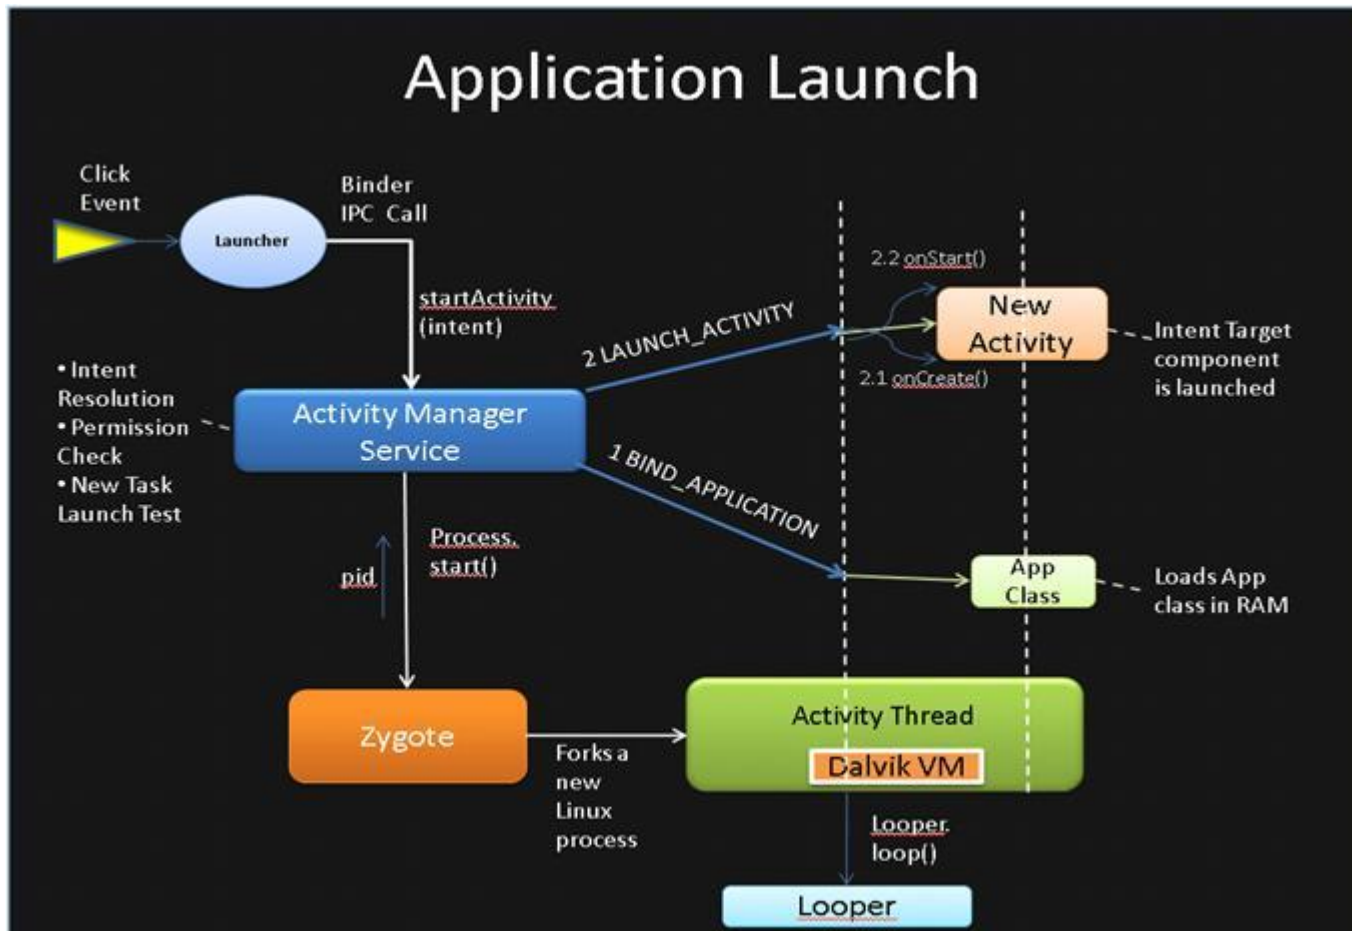 Application Launch
Click
Event
Launcher
Binder
IPC Call
startActivity
(intent)
2.2 onStart()
New
Activity
2.1 onCreate()
2 LAUNCH_ACTIVITY
Intent Target
component
is launched
• Intent
Resolution
• Permission
Check
• New Task
Launch Test
Activity Manager
Service
1 BIND_APPLICATION
Process.
start()
pid
App
Class
Loads App
class in RAM
Zygote
Forks a
new
Linux
process
Activity Thread
Dalvik VM
Looper.
loop()
Looper